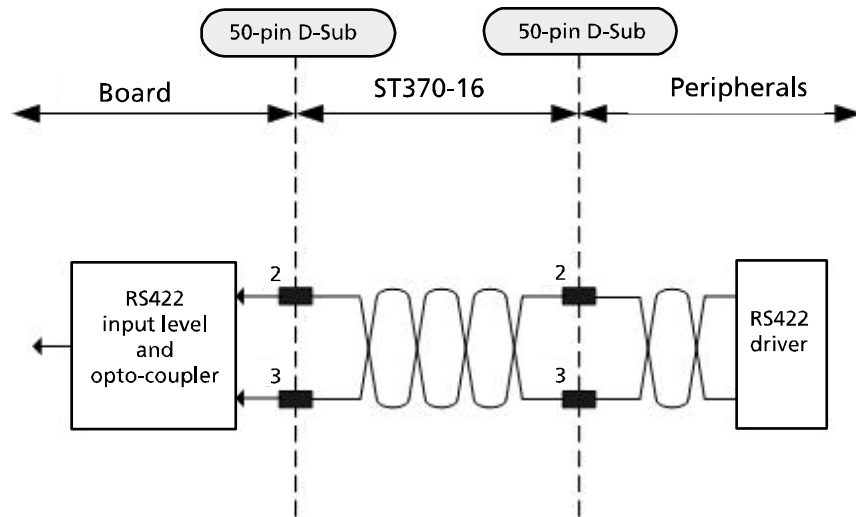 50-pin D-Sub
50-pin D-Sub
Board
ST370-16
Peripherals
2
2
RS422
input level
and
opto-coupler
RS422
driver
3
3